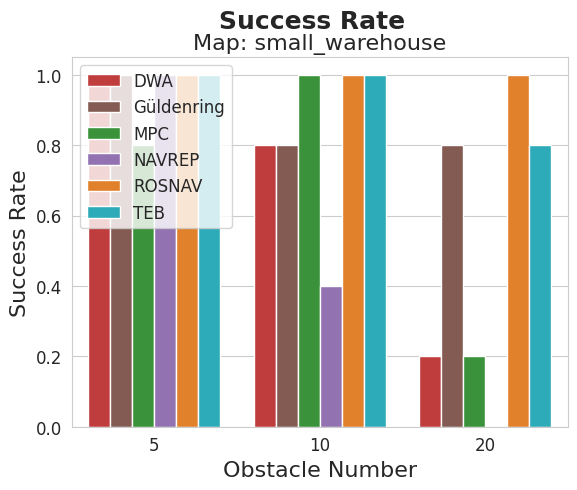 Success Rate
Map: small_warehouse
1.0
0.8
0.6
0.4
0.2
0.0
Success Rate
DWA
Güldenring
MPC
NAVREP
ROSNAV
TEB
5
10
20
Obstacle Number